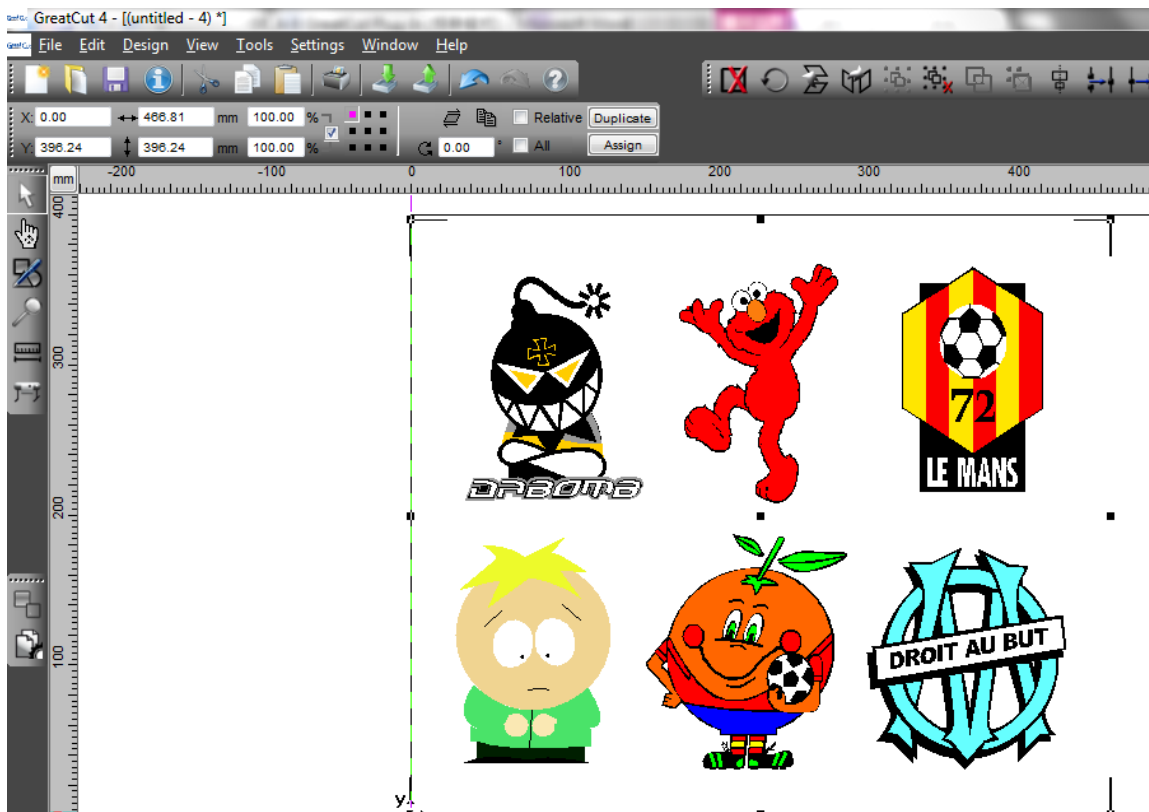 GreatCut 4 - [(untitled - 4) *]
File Edit Design View Tools Settings Window Help
X: 0.00 466.81 mm 100.00 % Relative Duplicate
Y: 396.24 396.24 mm 100.00 % 0.00 ° All Assign
mm -200 -100 0 100 200 300 400
400
300
200
100
72
LE MANS
DABOMB
DROIT AU BUT
y